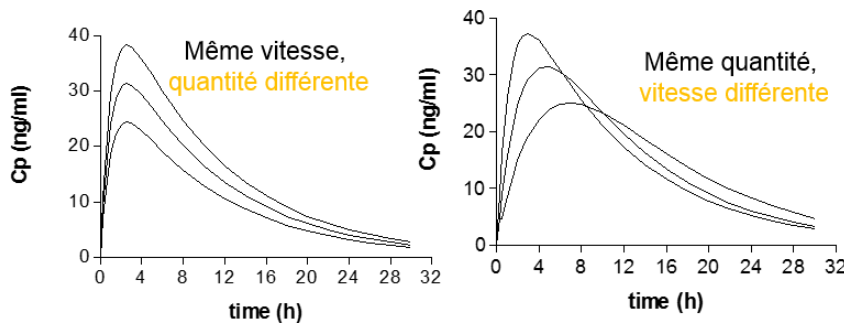 Même vitesse,
quantité différente
Cp (ng/ml)
40
30
20
10
0
0 4 8 12 16 20 24 28 32
time (h)
Même quantité,
vitesse différente
Cp (ng/ml)
40
30
20
10
0
0 4 8 12 16 20 24 28 32
time (h)